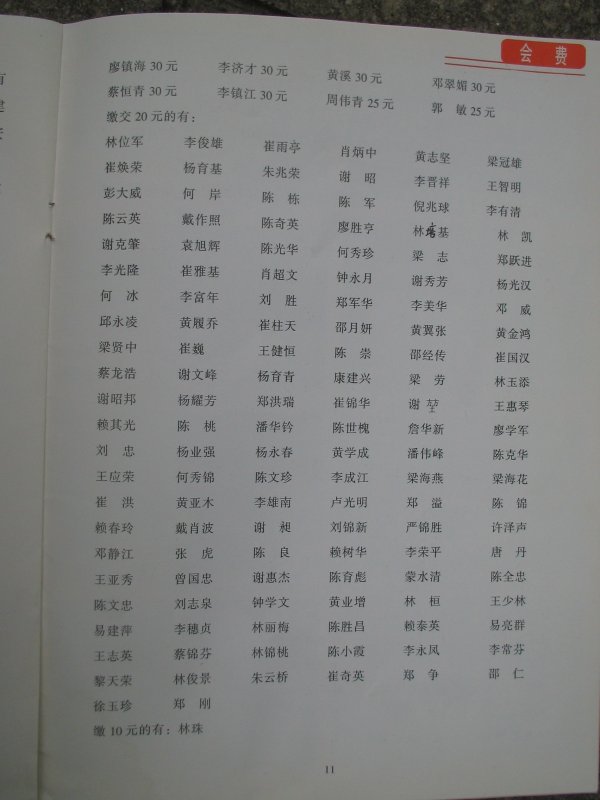 会 费
廖镇海 30 元 李济才 30 元 黄溪 30 元 邓翠媚 30 元
蔡恒青 30 元 李镇江 30 元 周伟青 25 元 郭 敏 25 元
缴交 20 元的有：
林位军 李俊雄 崔雨亭 肖炳中 黄志坚 梁冠雄
崔焕荣 杨育基 朱兆荣 谢 昭 李晋祥 王智明
彭大威 何 岸 陈 栋 陈 军 倪兆球 李有清
陈云英 戴作照 陈奇英 廖胜亨 林 基 林 凯
谢克肇 袁旭辉 陈光华 何秀珍 梁 志 郑跃进
李光隆 崔雅基 肖超文 钟永月 谢秀芳 杨光汉
何 冰 李富年 刘 胜 郑军华 李美华 邓 威
邱永凌 黄履乔 崔柱天 邵月妍 黄翼张 黄金鸿
梁贤中 崔巍 王健恒 陈 崇 邵经传 崔国汉
蔡龙浩 谢文峰 杨育青 康建兴 梁 劳 林玉添
谢昭邦 杨耀芳 郑洪瑞 崔锦华 谢 堃 王惠琴
赖其光 陈 桃 潘华钤 陈世槐 詹华新 廖学军
刘 忠 杨业强 杨永春 黄学成 潘伟峰 陈克华
王应荣 何秀锦 陈文珍 李成江 梁海燕 梁海花
崔 洪 黄亚木 李雄南 卢光明 郑 溢 陈 锦
赖春玲 戴肖波 谢 昶 刘锦新 严锦胜 许泽声
邓静江 张 虎 陈 良 赖树华 李荣平 唐 丹
王亚秀 曾国忠 谢惠杰 陈育彪 蒙水清 陈全忠
陈文忠 刘志泉 钟学文 黄业增 林 桓 王少林
易建萍 李穗贞 林丽梅 陈胜昌 赖泰英 易亮群
王志英 蔡锦芬 林锦桃 陈小霞 李永凤 李常芬
黎天荣 林俊景 朱云桥 崔奇英 郑 争 邵 仁
徐玉珍 郑 刚
缴 10 元的有：林珠
11